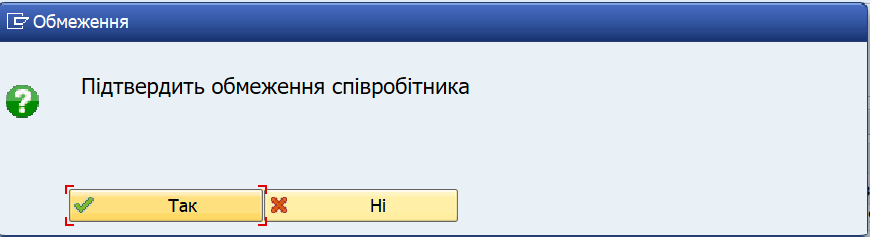 Обмеження
Підтвердить обмеження співробітника
Так
Ні